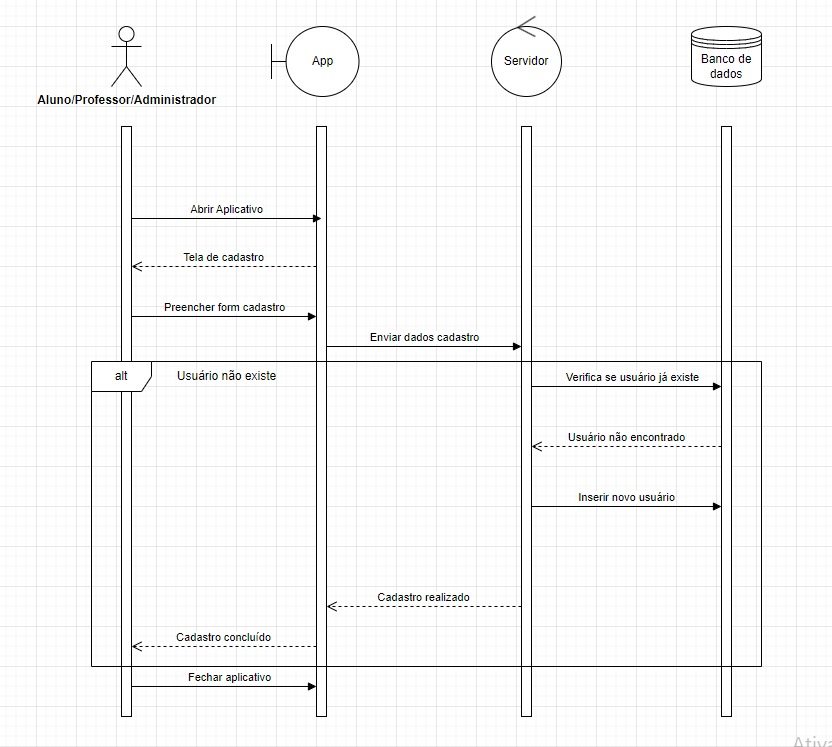 App
Servidor
Banco de
dados
Aluno/Professor/Administrador
Abrir Aplicativo
Tela de cadastro
Preencher form cadastro
Enviar dados cadastro
alt
Usuário não existe
Verifica se usuário já existe
Usuário não encontrado
Inserir novo usuário
Cadastro realizado
Cadastro concluído
Fechar aplicativo